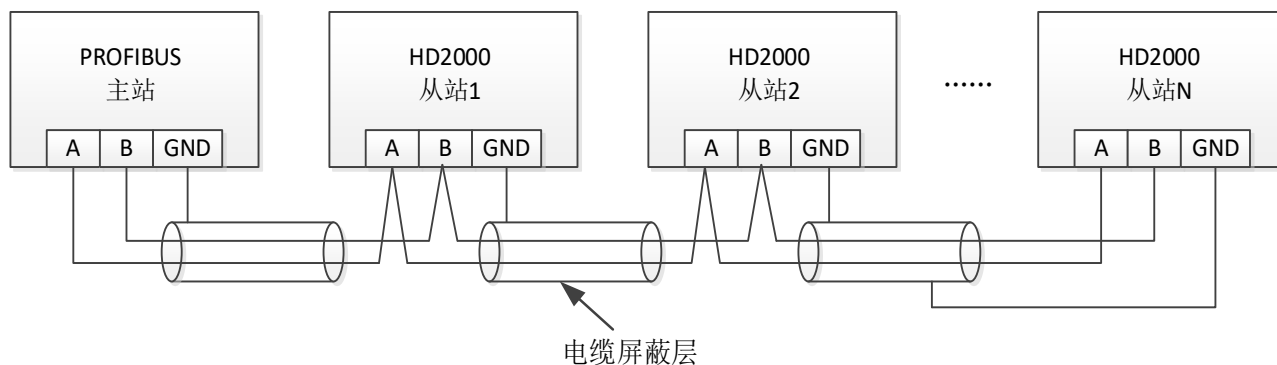 PROFIBUS
主站
A B GND
HD2000
从站1
A B GND
HD2000
从站2
A B GND
……
HD2000
从站N
A B GND
电缆屏蔽层